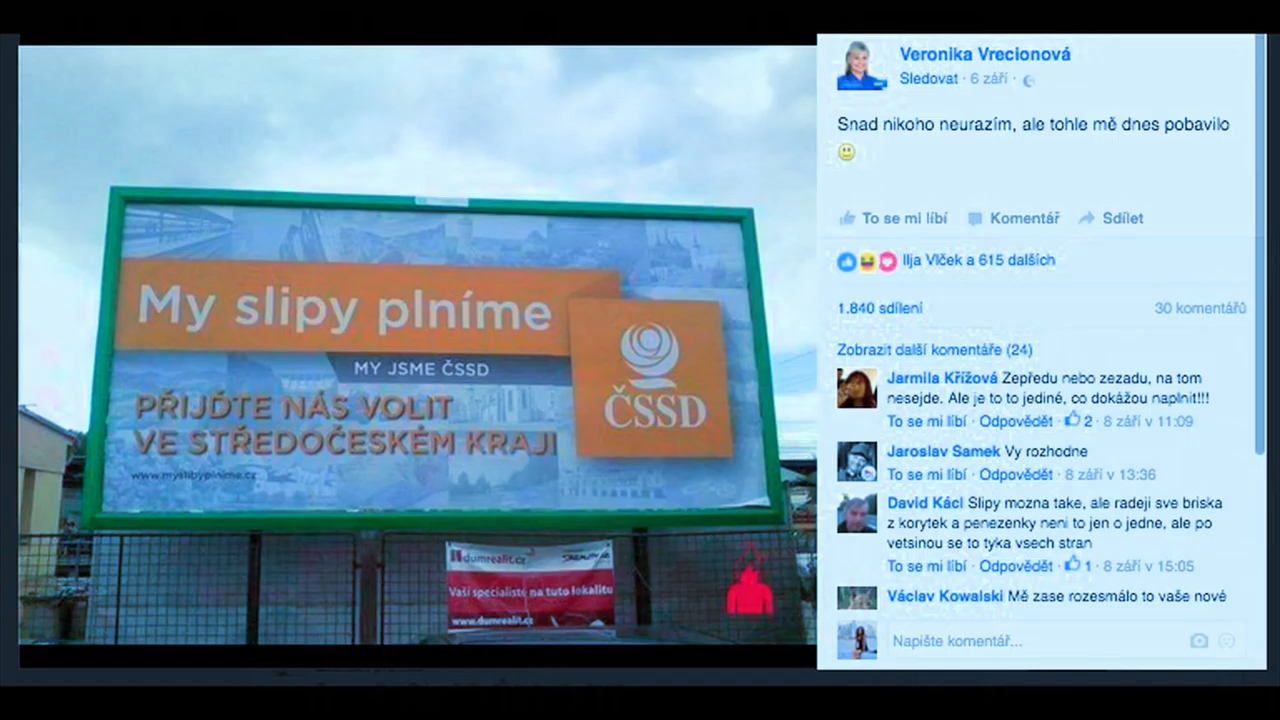 My slipy plníme
MY JSME ČSSD
ČSSD
PŘIJĎTE NÁS VOLIT
VE STŘEDOČESKÉM KRAJI
www.myslibyplnime.cz
dumrealit.cz
Vaši specialisté na tuto lokalitu
www.dumrealit.cz
Veronika Vrecionová
Sledovat · 6 září ·
Snad nikoho neurazím, ale tohle mě dnes pobavilo
To se mi líbí Komentář Sdílet
Ilja Vlček a 615 dalších
1.840 sdílení 30 komentářů
Zobrazit další komentáře (24)
Jarmila Křížová Zepředu nebo zezadu, na tom
nesejde. Ale je to to jediné, co dokážou naplnit!!!
To se mi líbí · Odpovědět · 2 · 8 září v 11:09
Jaroslav Samek Vy rozhodne
To se mi líbí · Odpovědět · 8 září v 13:36
David Kácl Slipy mozna take, ale radeji sve briska
z korytek a penezenky neni to jen o jedne, ale po
vetsinou se to tyka vsech stran
To se mi líbí · Odpovědět · 1 · 8 září v 15:05
Václav Kowalski Mě zase rozesmálo to vaše nové
Napište komentář...